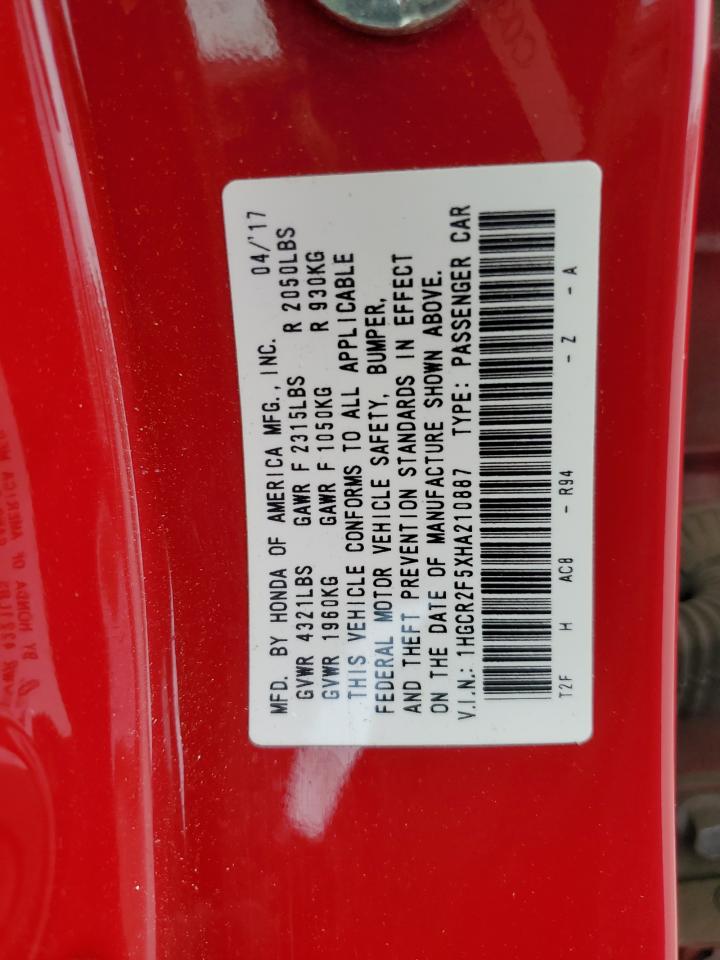 MFD. BY HONDA OF AMERICA MFG., INC. 04/'17
GVWR 4321LBS GAWR F 2315LBS R 2050LBS
GVWR 1960KG GAWR F 1050KG R 930KG
THIS VEHICLE CONFORMS TO ALL APPLICABLE
FEDERAL MOTOR VEHICLE SAFETY, BUMPER,
AND THEFT PREVENTION STANDARDS IN EFFECT
ON THE DATE OF MANUFACTURE SHOWN ABOVE.
V.I.N.: 1HGCR2F5XHA210887 TYPE: PASSENGER CAR
T2F H AC8 - R94 - Z - A